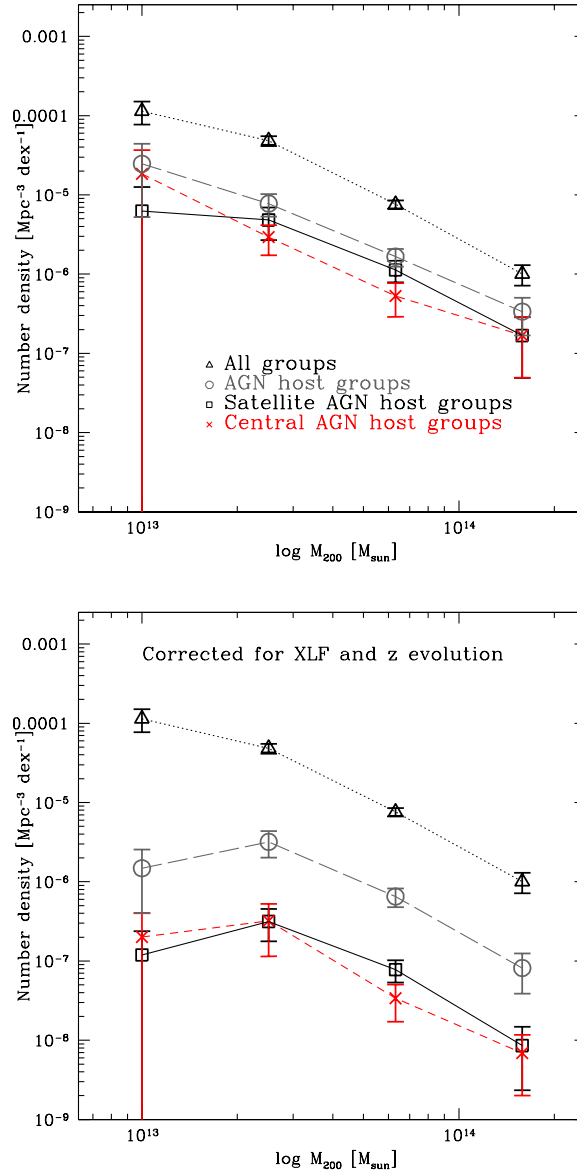 0.001
0.0001
10⁻⁵
10⁻⁶
10⁻⁷
10⁻⁸
10⁻⁹
Number density [Mpc⁻³ dex⁻¹]
All groups
AGN host groups
Satellite AGN host groups
Central AGN host groups
10¹³
10¹⁴
log M₂₀₀ [Mₛᵤₙ]
Corrected for XLF and z evolution
0.001
0.0001
10⁻⁵
10⁻⁶
10⁻⁷
10⁻⁸
10⁻⁹
Number density [Mpc⁻³ dex⁻¹]
10¹³
10¹⁴
log M₂₀₀ [Mₛᵤₙ]